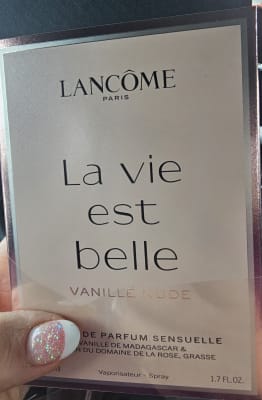 LANCÔME
PARIS
La vie
est
belle
VANILLE NUDE
DE PARFUM SENSUELLE
VANILLE DE MADAGASCAR &
DU DOMAINE DE LA ROSE, GRASSE
Vaporisateur - Spray
1.7 FL.OZ.